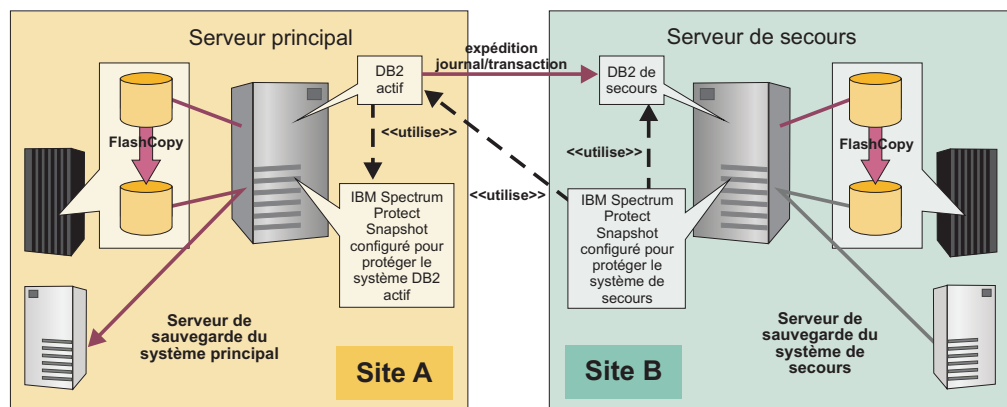 Serveur principal
DB2
actif
<<utilise>>
FlashCopy
IBM Spectrum
Protect
Snapshot
configuré pour
protéger le
système DB2
actif
Serveur de
sauvegarde du
système principal
Site A
expédition
journal/transaction
<<utilise>>
Serveur de secours
DB2 de
secours
<<utilise>>
FlashCopy
IBM Spectrum
Protect
Snapshot
configuré pour
protéger le
système de
secours
Serveur de
sauvegarde du
système de
secours
Site B